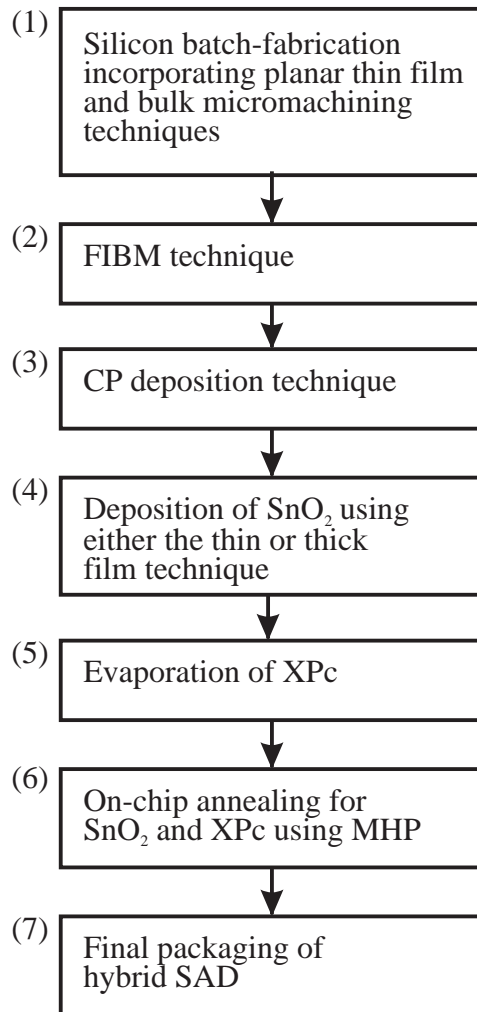 (1)
Silicon batch-fabrication
incorporating planar thin film
and bulk micromachining
techniques
(2)
FIBM technique
(3)
CP deposition technique
(4)
Deposition of SnO₂ using
either the thin or thick
film technique
(5)
Evaporation of XPc
(6)
On-chip annealing for
SnO₂ and XPc using MHP
(7)
Final packaging of
hybrid SAD